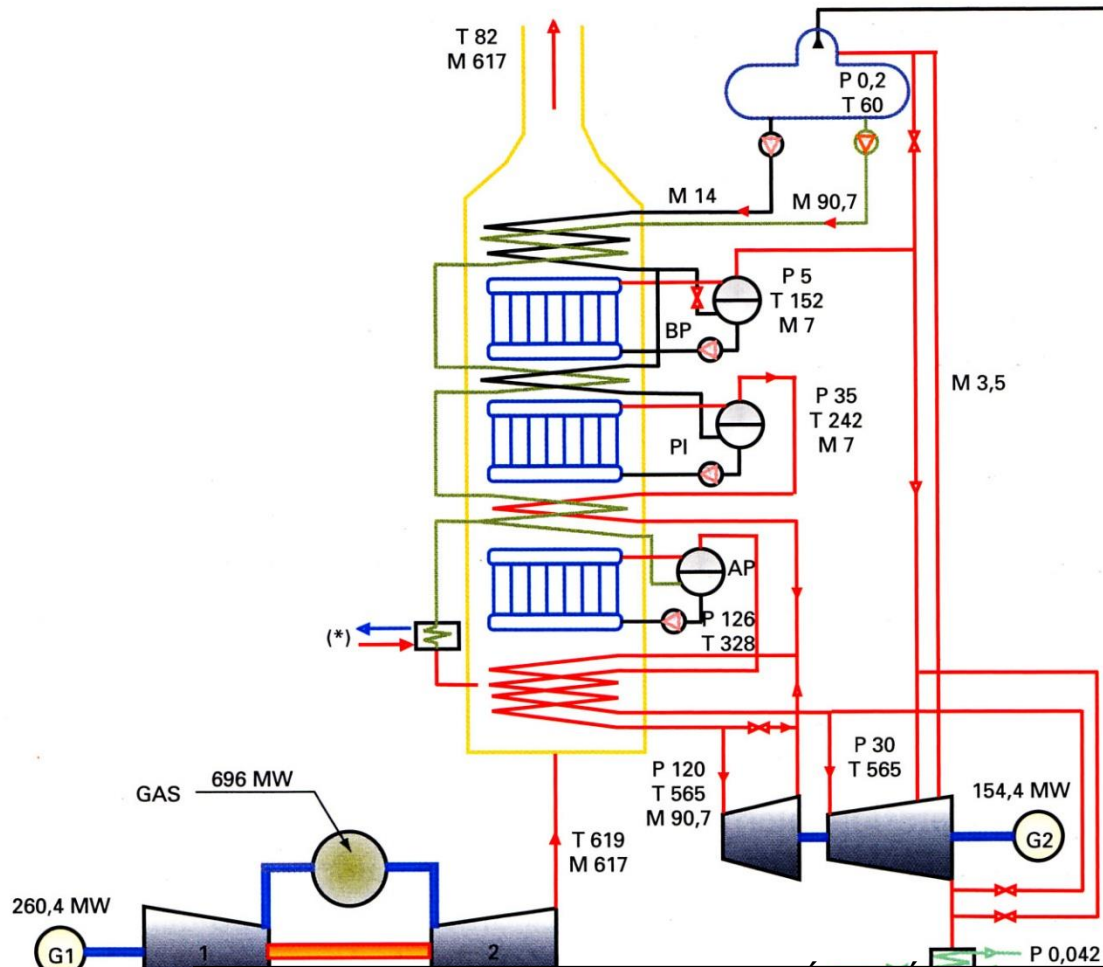 T 82
M 617
P 0,2
T 60
M 14
M 90,7
P 5
T 152
M 7
BP
M 3,5
P 35
T 242
M 7
PI
AP
P 126
T 328
(*)
P 120
T 565
M 90,7
P 30
T 565
154,4 MW
G2
GAS
696 MW
T 619
M 617
260,4 MW
G1
1
2
P 0,042